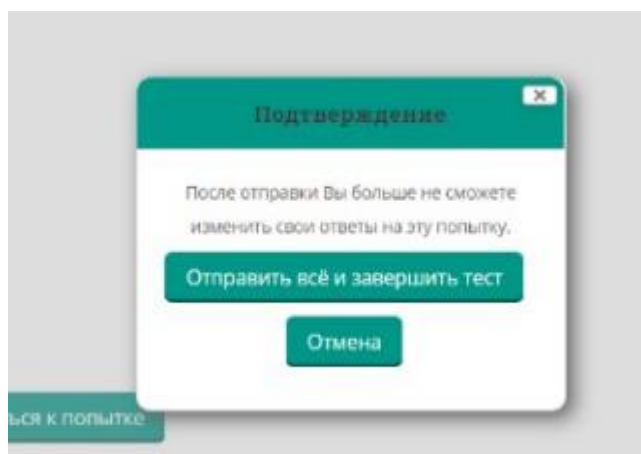 Подтверждение
После отправки Вы больше не сможете
изменить свои ответы на эту попытку.
Отправить всё и завершить тест
Отмена
к попытке